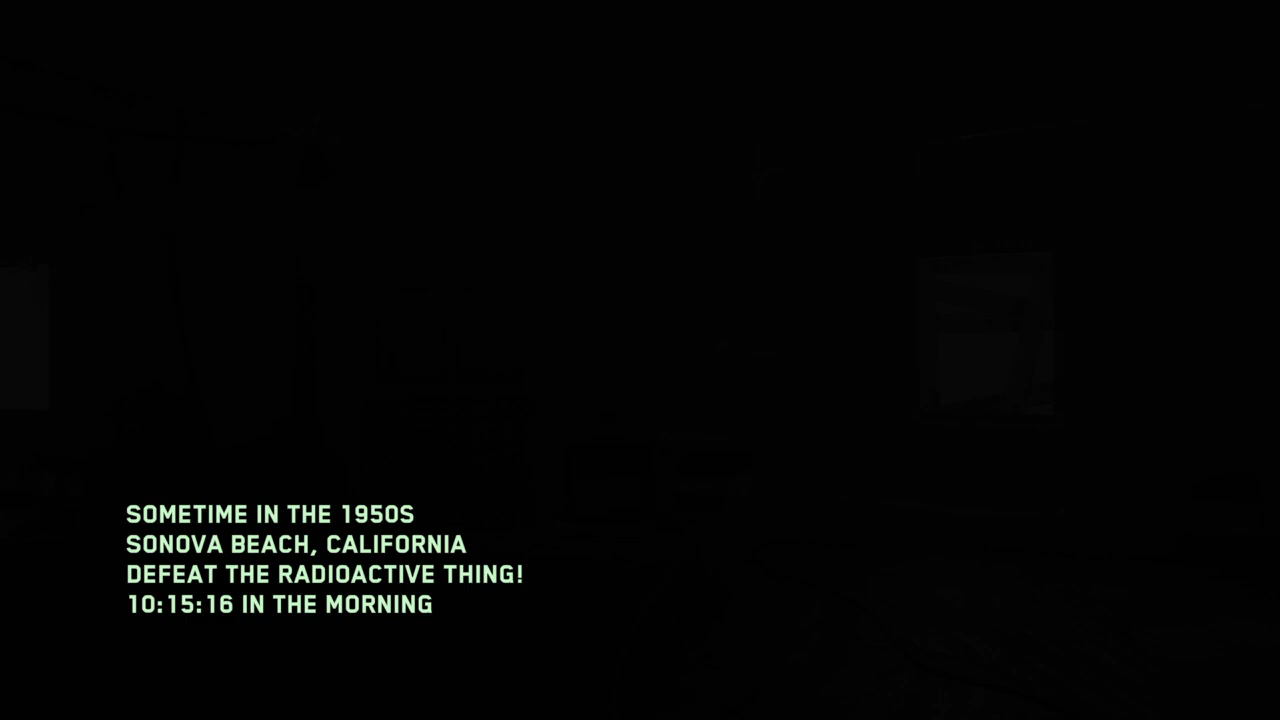 SOMETIME IN THE 1950S
SONOVA BEACH, CALIFORNIA
DEFEAT THE RADIOACTIVE THING!
10:15:16 IN THE MORNING